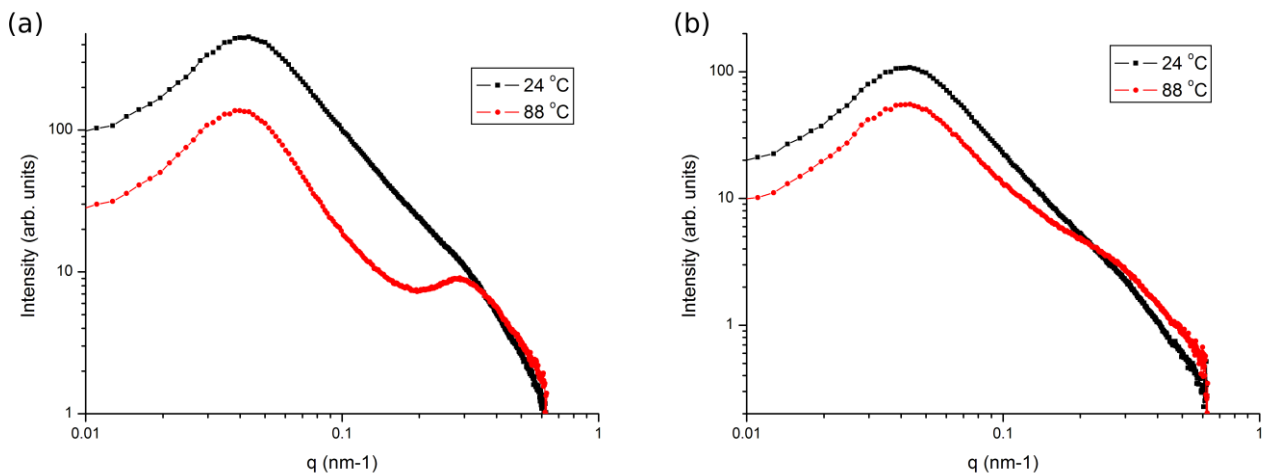 (a)
100
10
1
0.01
0.1
1
Intensity (arb. units)
q (nm-1)
24 °C
88 °C
(b)
100
10
1
0.01
0.1
1
Intensity (arb. units)
q (nm-1)
24 °C
88 °C